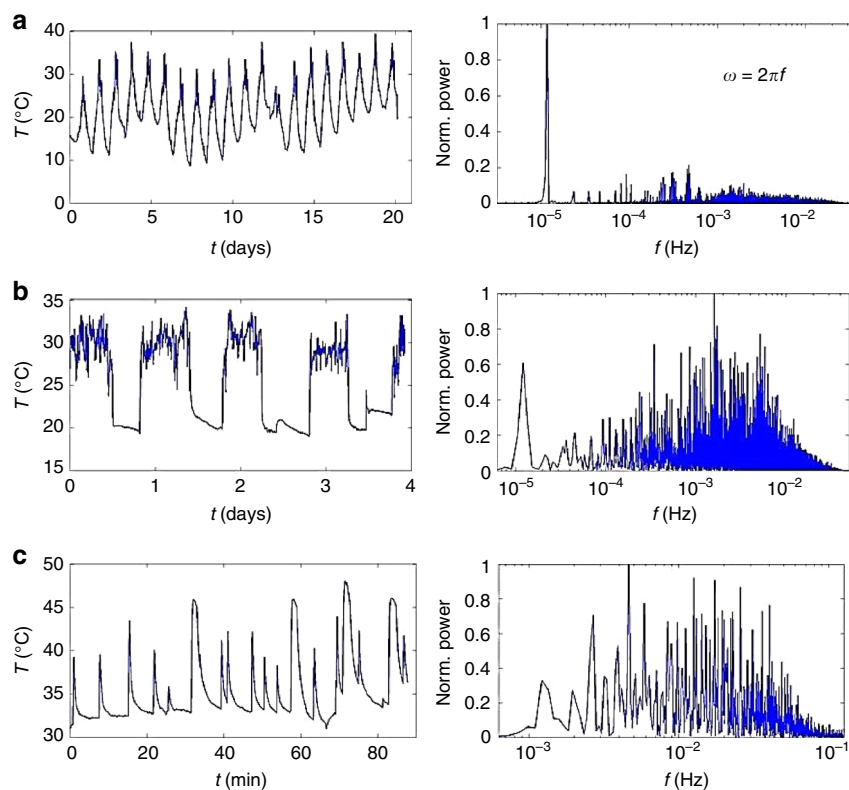 a
40
30
20
10
0
T (°C)
0 5 10 15 20
t (days)
1
0.8
0.6
0.4
0.2
0
Norm. power
ω = 2πf
10⁻⁵ 10⁻⁴ 10⁻³ 10⁻²
f (Hz)
b
35
30
25
20
15
T (°C)
0 1 2 3 4
t (days)
1
0.8
0.6
0.4
0.2
0
Norm. power
10⁻⁵ 10⁻⁴ 10⁻³ 10⁻²
f (Hz)
c
50
45
40
35
30
T (°C)
0 20 40 60 80
t (min)
1
0.8
0.6
0.4
0.2
0
Norm. power
10⁻³ 10⁻² 10⁻¹
f (Hz)